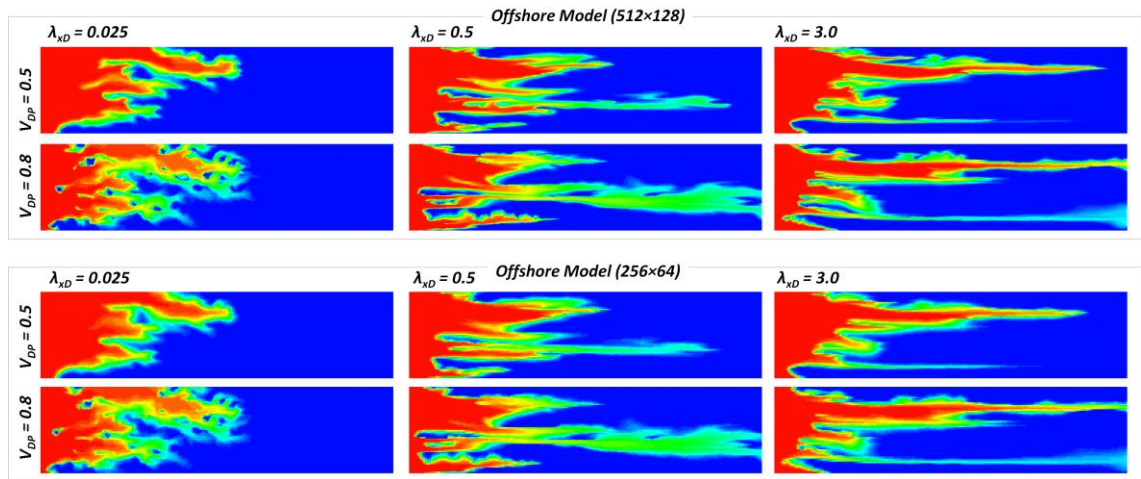 Offshore Model (512×128)
λxD = 0.025
λxD = 0.5
λxD = 3.0
VDP = 0.5
VDP = 0.8
Offshore Model (256×64)
λxD = 0.025
λxD = 0.5
λxD = 3.0
VDP = 0.5
VDP = 0.8